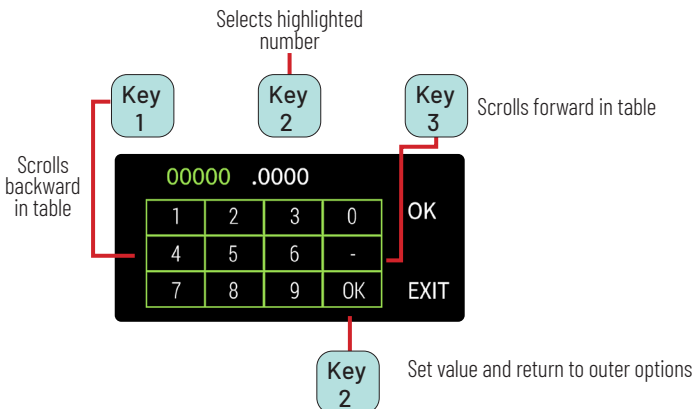 Selects highlighted
number
Key
1
Key
2
Key
3
Scrolls forward in table
Scrolls
backward
in table
00000 .0000
1 2 3 0
OK
4 5 6 -
7 8 9 OK
EXIT
Key
2
Set value and return to outer options